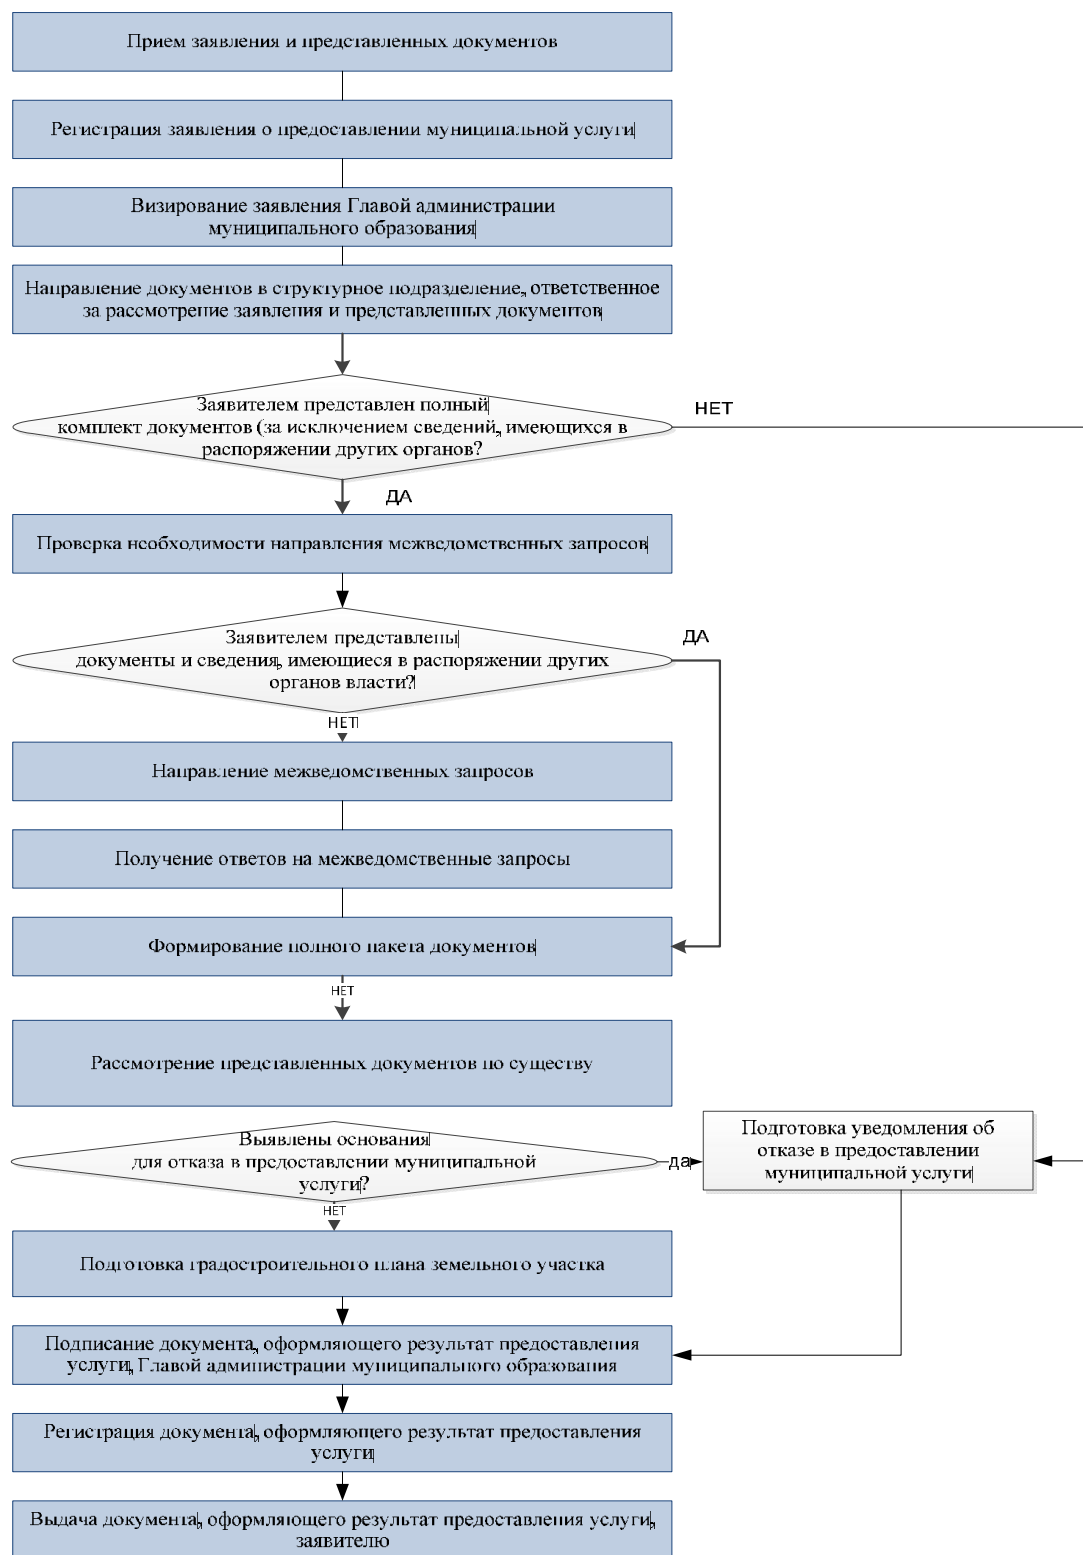 Прием заявления и представленных документов
Регистрация заявления о предоставлении муниципальной услуги
Визирование заявления Главой администрации
муниципального образования
Направление документов в структурное подразделение, ответственное
за рассмотрение заявления и представленных документов
Заявителем представлен полный
комплект документов (за исключением сведений, имеющихся в
распоряжении других органов?
НЕТ
ДА
Проверка необходимости направления межведомственных запросов
Заявителем представлены
документы и сведения, имеющиеся в распоряжении других
органов власти?
ДА
НЕТ
Направление межведомственных запросов
Получение ответов на межведомственные запросы
Формирование полного пакета документов
НЕТ
Рассмотрение представленных документов по существу
Выявлены основания
для отказа в предоставлении муниципальной
услуги?
да
Подготовка уведомления об
отказе в предоставлении
муниципальной услуги
НЕТ
Подготовка градостроительного плана земельного участка
Подписание документа, оформляющего результат предоставления
услуги, Главой администрации муниципального образования
Регистрация документа, оформляющего результат предоставления
услуги
Выдача документа, оформляющего результат предоставления услуги,
заявителю